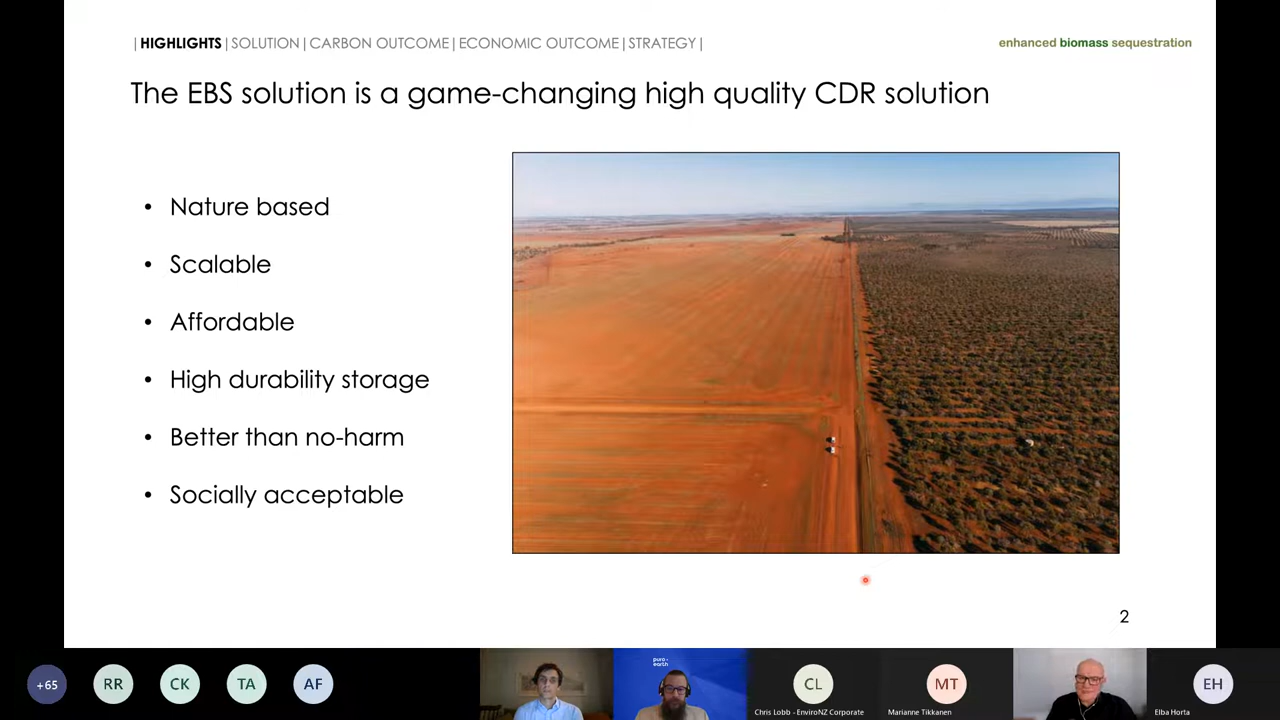 | HIGHLIGHTS | SOLUTION | CARBON OUTCOME | ECONOMIC OUTCOME | STRATEGY |
enhanced biomass sequestration
The EBS solution is a game-changing high quality CDR solution
• Nature based
• Scalable
• Affordable
• High durability storage
• Better than no-harm
• Socially acceptable
2
+65
RR
CK
TA
AF
puro·earth
CL
MT
EH
Chris Lobb - EnviroNZ Corporate
Marianne Tikkanen
Elba Horta